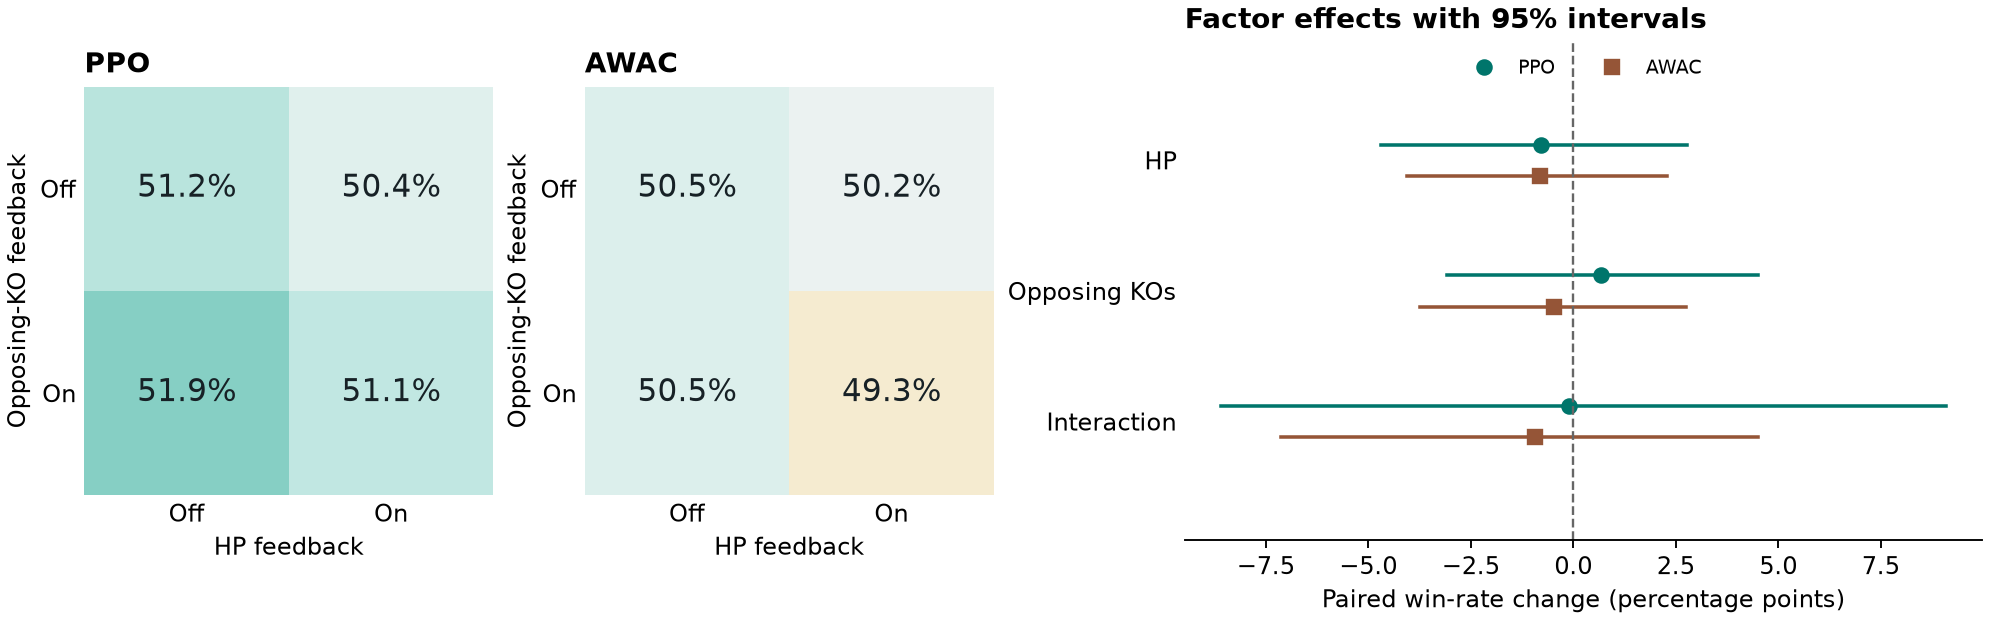 PPO
Opposing-KO feedback
Off
51.2%
50.4%
On
51.9%
51.1%
Off
On
HP feedback
AWAC
Opposing-KO feedback
Off
50.5%
50.2%
On
50.5%
49.3%
Off
On
HP feedback
Factor effects with 95% intervals
PPO
AWAC
HP
Opposing KOs
Interaction
−7.5
−5.0
−2.5
0.0
2.5
5.0
7.5
Paired win-rate change (percentage points)